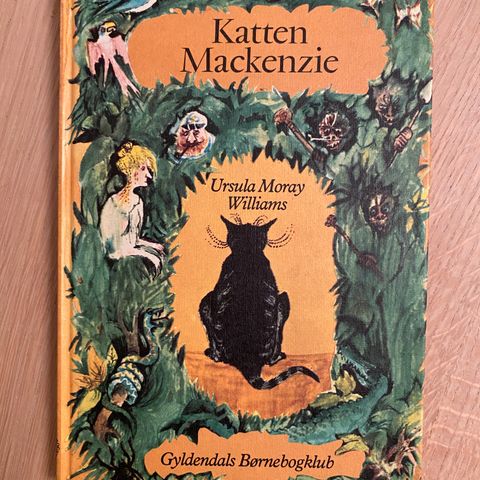 Katten
Mackenzie
Ursula Moray
Williams
Gyldendals Børnebogklub